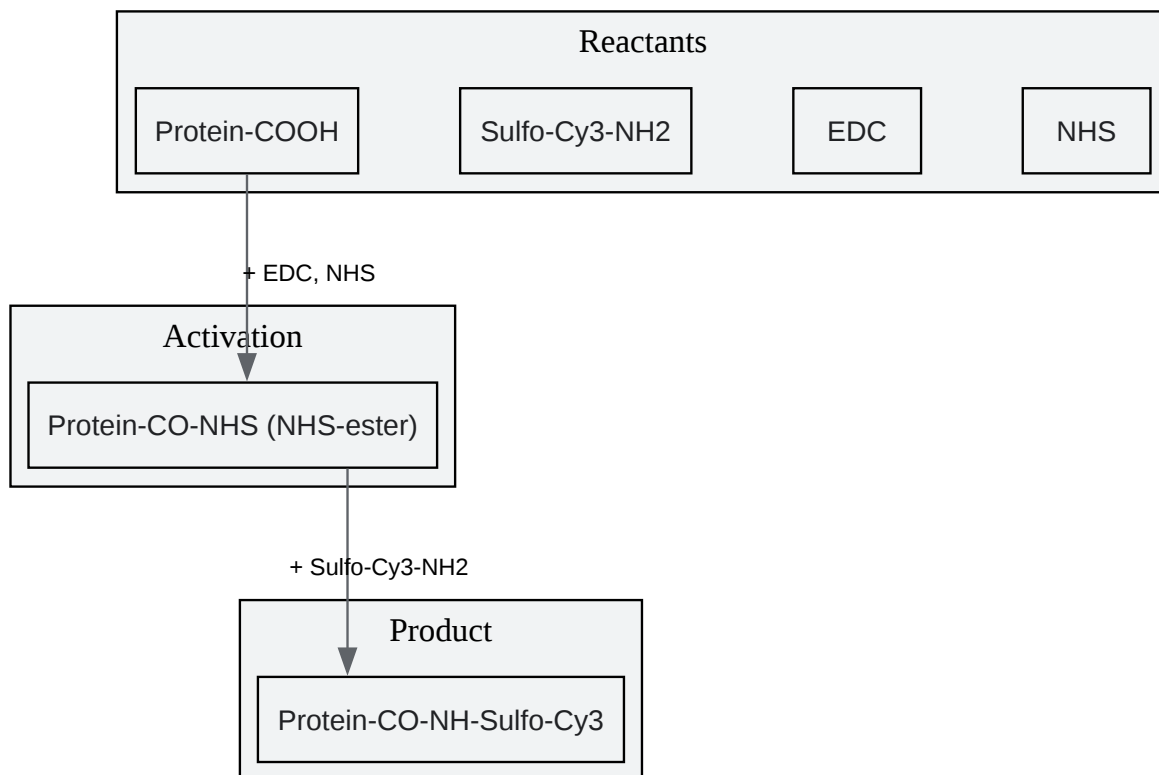 Reactants
Protein-COOH
Sulfo-Cy3-NH2
EDC
NHS
+ EDC, NHS
Activation
Protein-CO-NHS (NHS-ester)
+ Sulfo-Cy3-NH2
Product
Protein-CO-NH-Sulfo-Cy3